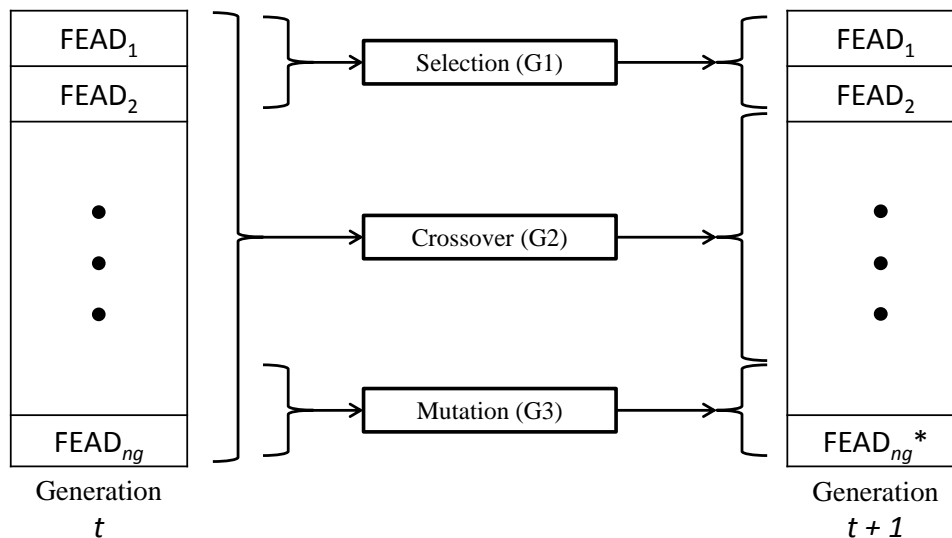 FEAD1
FEAD2
FEADng
Generation
t
Selection (G1)
Crossover (G2)
Mutation (G3)
FEAD1
FEAD2
FEADng*
Generation
t + 1